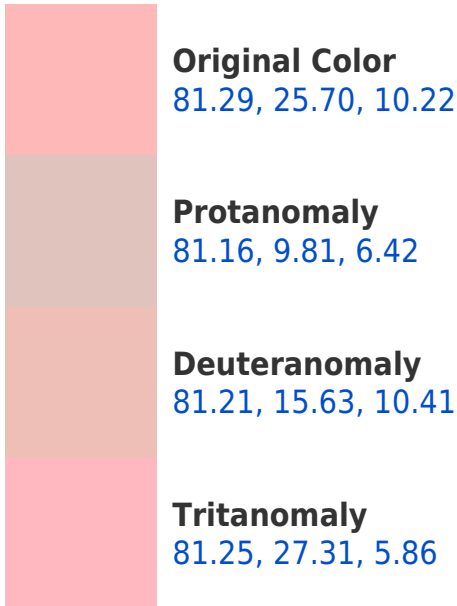 Original Color
81.29, 25.70, 10.22
Protanomaly
81.16, 9.81, 6.42
Deuteranomaly
81.21, 15.63, 10.41
Tritanomaly
81.25, 27.31, 5.86